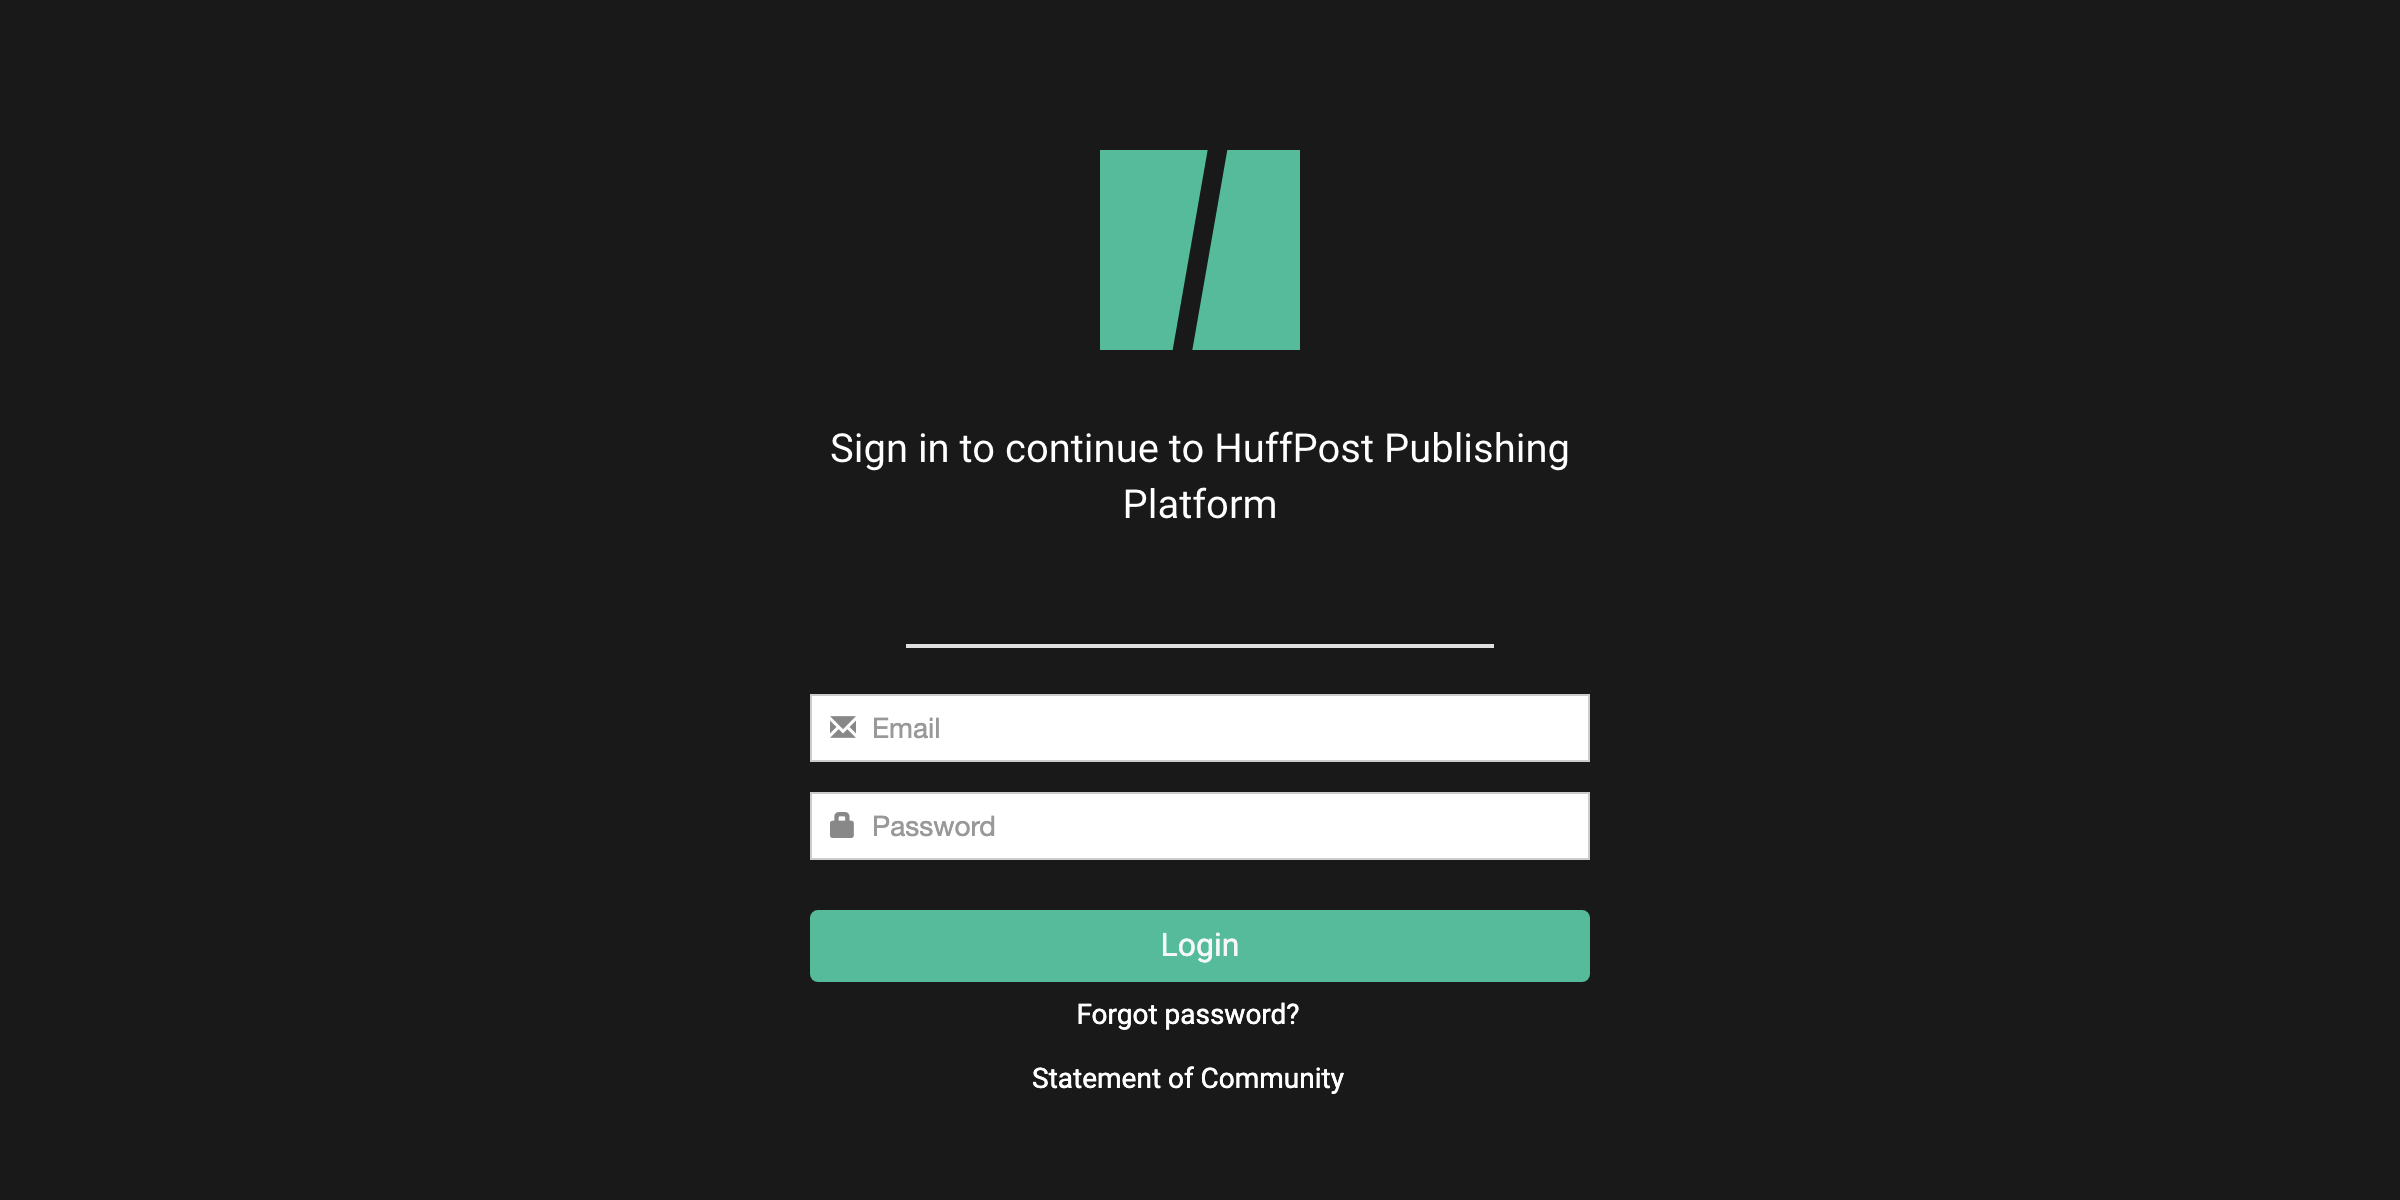 Sign in to continue to HuffPost Publishing
Platform
Email
Password
Login
Forgot password?
Statement of Community